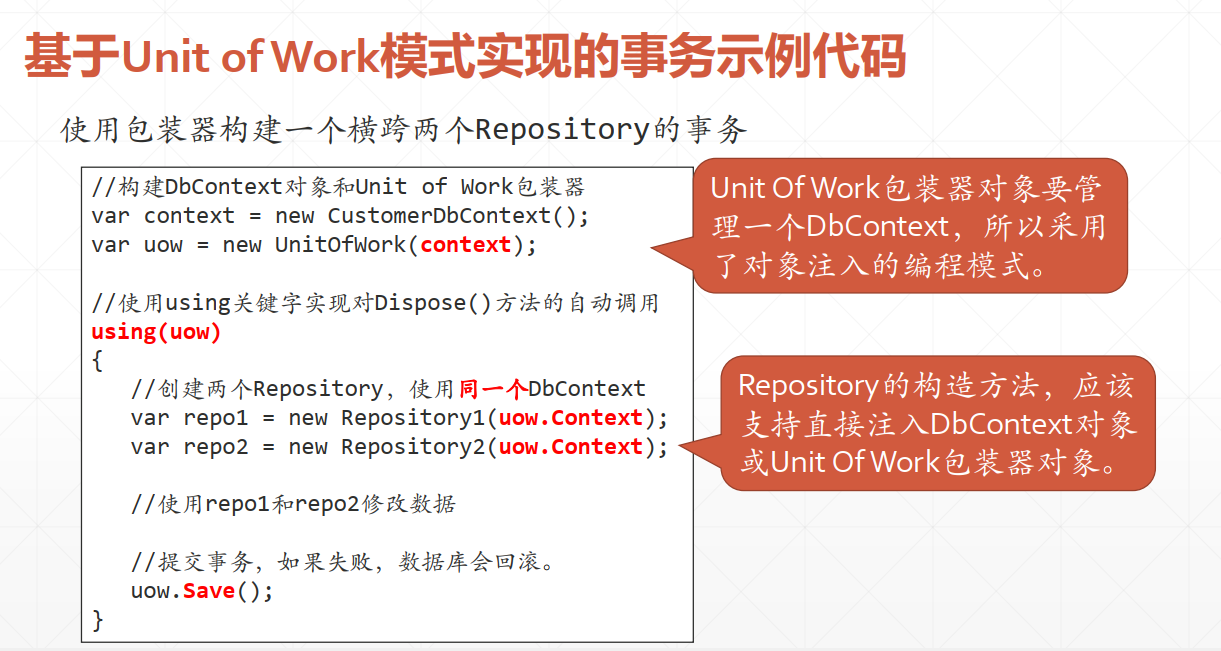 基于Unit of Work模式实现的事务示例代码
使用包装器构建一个横跨两个Repository的事务
//构建DbContext对象和Unit of Work包装器
var context = new CustomerDbContext();
var uow = new UnitOfWork(context);
//使用using关键字实现对Dispose()方法的自动调用
using(uow)
{
//创建两个Repository，使用同一个DbContext
var repo1 = new Repository1(uow.Context);
var repo2 = new Repository2(uow.Context);
//使用repo1和repo2修改数据
//提交事务，如果失败，数据库会回滚。
uow.Save();
}
Unit Of Work包装器对象要管
理一个DbContext，所以采用
了对象注入的编程模式。
Repository的构造方法，应该
支持直接注入DbContext对象
或Unit Of Work包装器对象。